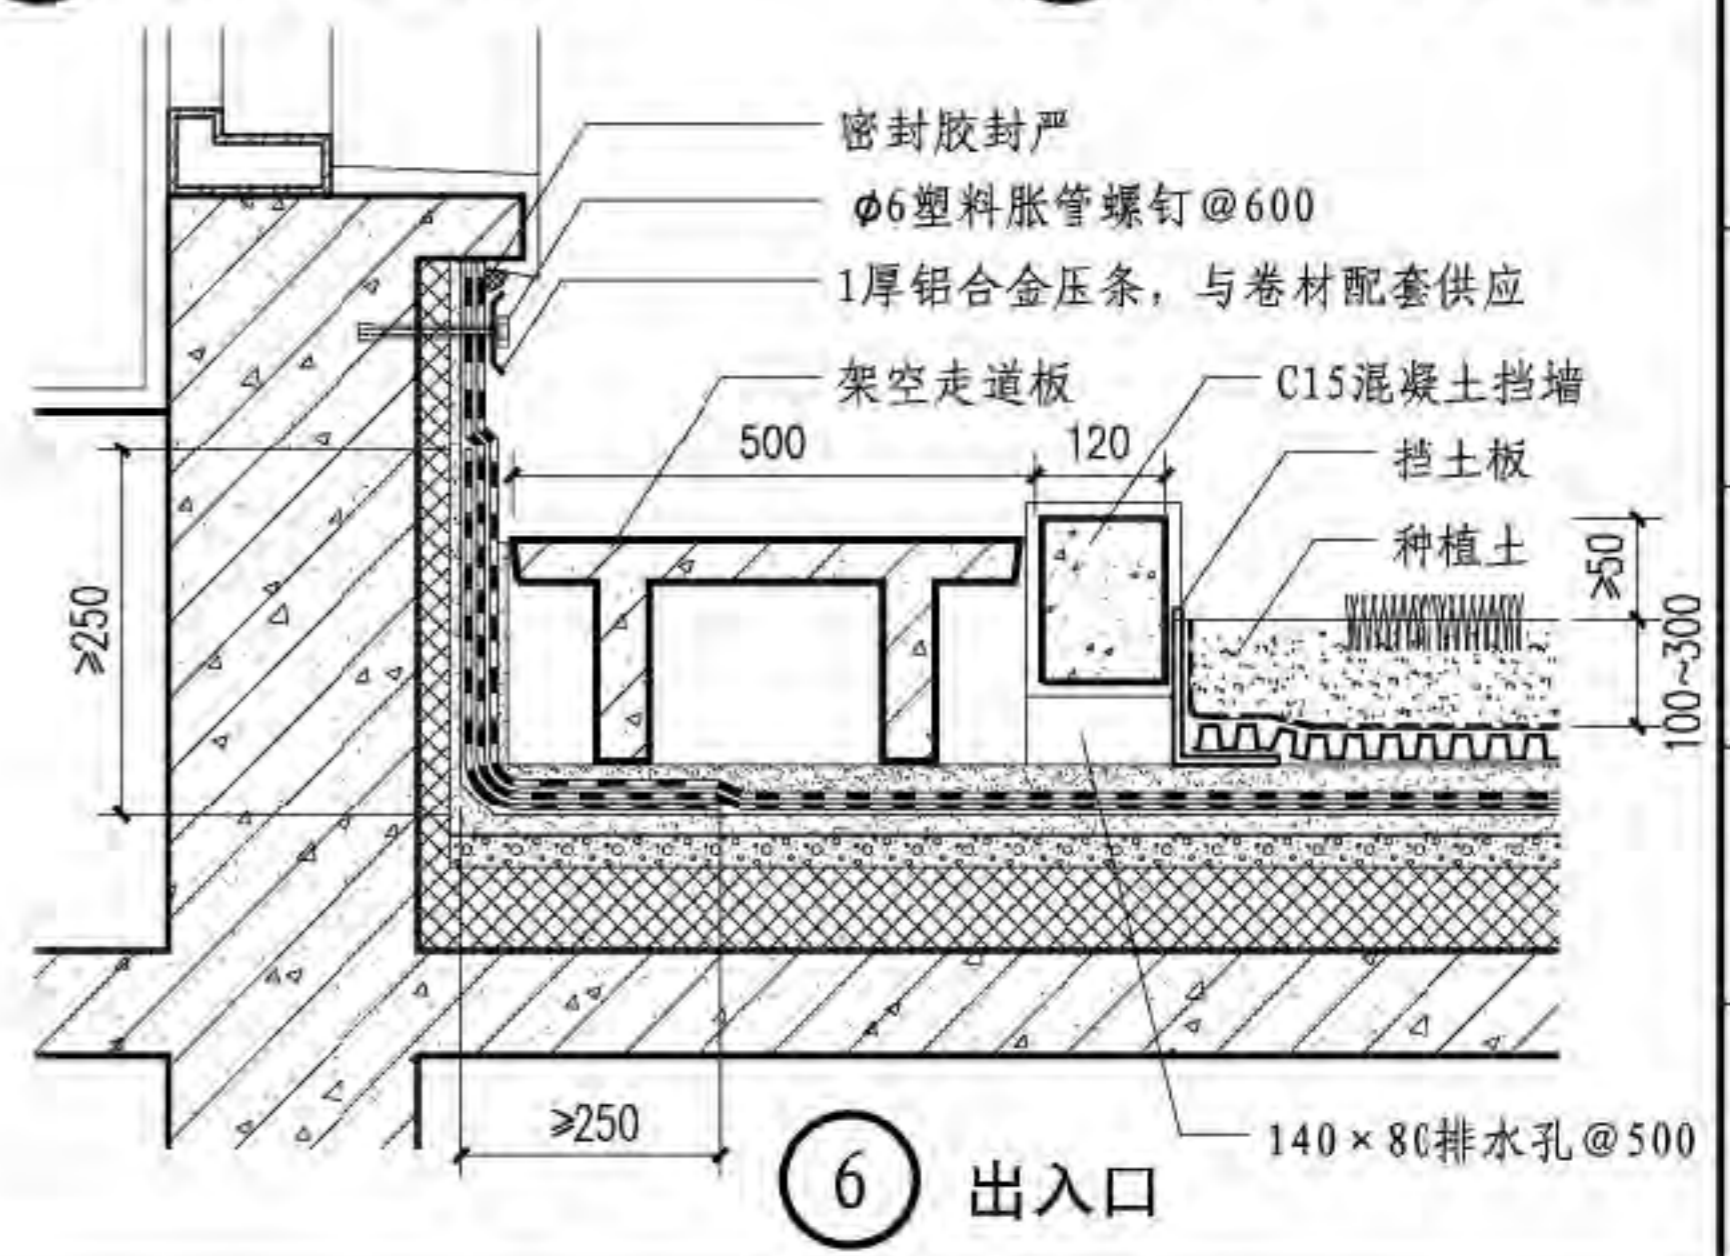 密封胶封严
φ6塑料胀管螺钉@600
1厚铝合金压条，与卷材配套供应
架空走道板
C15混凝土挡墙
500
120
挡土板
种植土
≥50
≥250
100~300
≥250
140×80排水孔@500
6 出入口